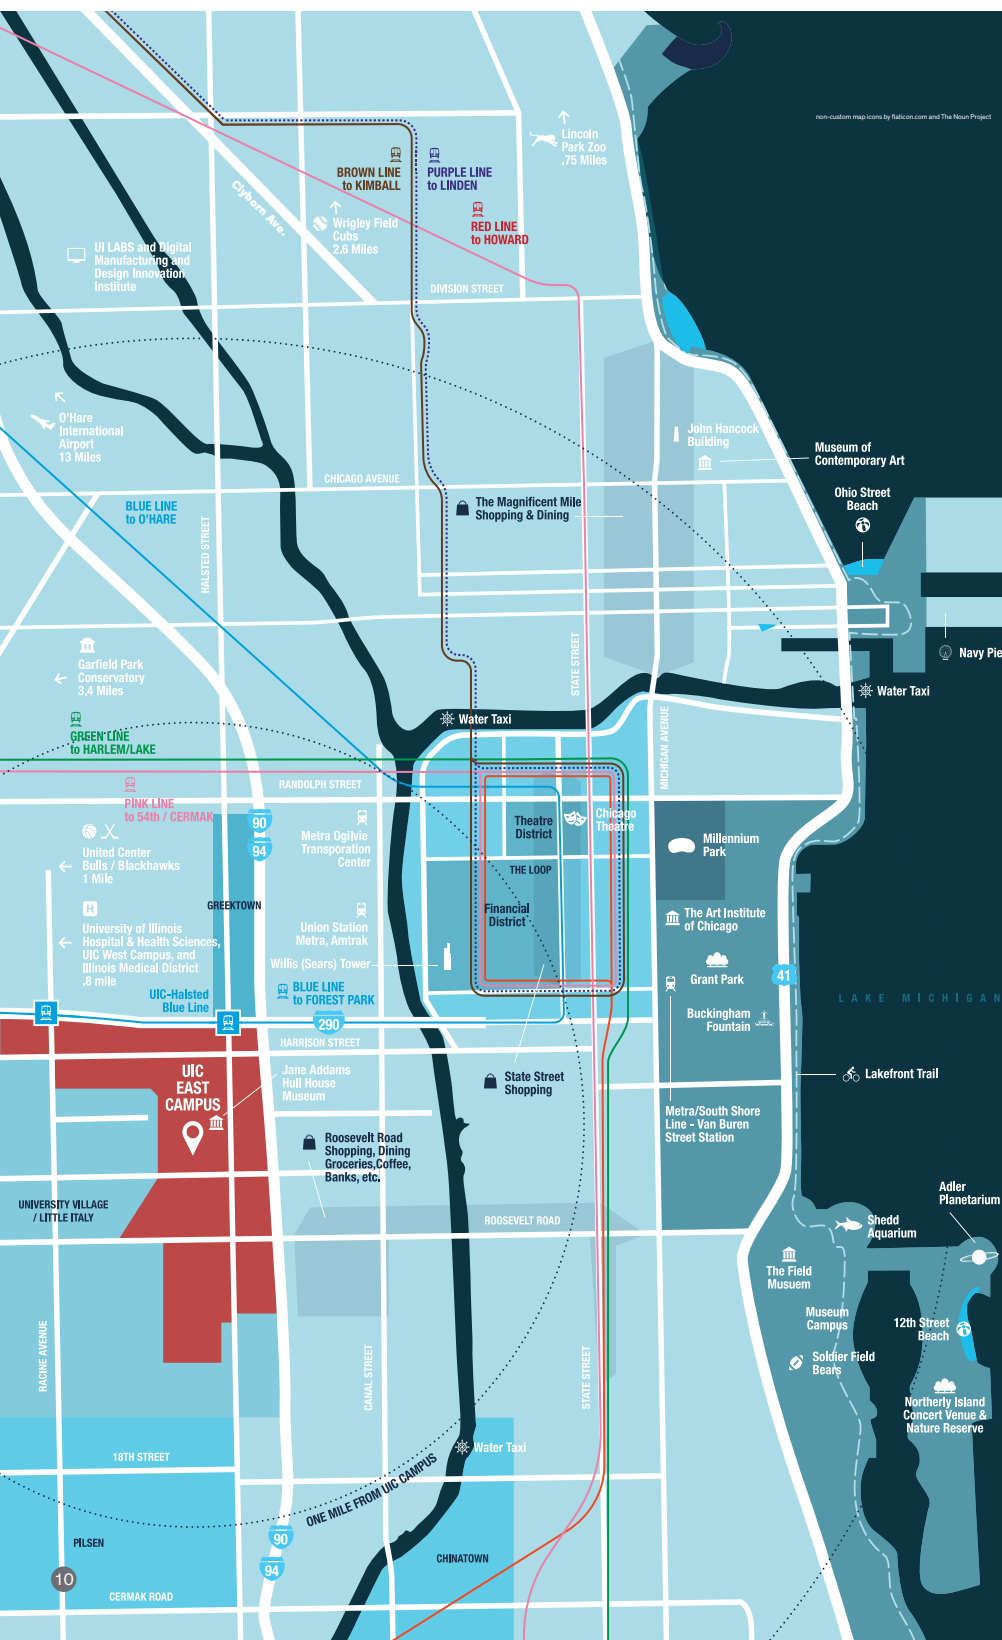 non-custom map icons by flaticon.com and The Noun Project
Lincoln
Park Zoo
.75 Miles
BROWN LINE
to KIMBALL
PURPLE LINE
to LINDEN
Clyborn Ave.
Wrigley Field
Cubs
2.6 Miles
RED LINE
to HOWARD
UI LABS and Digital
Manufacturing and
Design Innovation
Institute
DIVISION STREET
O'Hare
International
Airport
13 Miles
John Hancock
Building
Museum of
Contemporary Art
CHICAGO AVENUE
Ohio Street
Beach
The Magnificent Mile
Shopping & Dining
BLUE LINE
to O'HARE
HALSTED STREET
STATE STREET
Garfield Park
Conservatory
3.4 Miles
Navy Pie
Water Taxi
Water Taxi
MICHIGAN AVENUE
GREEN LINE
to HARLEM/LAKE
RANDOLPH STREET
PINK LINE
to 54th / CERMAK
90
94
Metra Ogilvie
Transporation
Center
Theatre
District
Chicago
Theatre
Millennium
Park
United Center
Bulls / Blackhawks
1 Mile
THE LOOP
GREEKTOWN
H
University of Illinois
Hospital & Health Sciences,
UIC West Campus, and
Illinois Medical District
.8 mile
Union Station
Metra, Amtrak
Financial
District
The Art Institute
of Chicago
Willis (Sears) Tower
Grant Park
41
UIC-Halsted
Blue Line
BLUE LINE
to FOREST PARK
LAKE MICHIGAN
290
Buckingham
Fountain
HARRISON STREET
UIC
EAST
CAMPUS
Jane Addams
Hull House
Museum
State Street
Shopping
Lakefront Trail
Metra/South Shore
Line - Van Buren
Street Station
Roosevelt Road
Shopping, Dining
Groceries,Coffee,
Banks, etc.
UNIVERSITY VILLAGE
/ LITTLE ITALY
ROOSEVELT ROAD
Adler
Planetarium
Shedd
Aquarium
The Field
Musuem
Museum
Campus
12th Street
Beach
RACINE AVENUE
CANAL STREET
STATE STREET
Soldier Field
Bears
Northerly Island
Concert Venue &
Nature Reserve
18TH STREET
Water Taxi
ONE MILE FROM UIC CAMPUS
90
94
PILSEN
CHINATOWN
10
CERMAK ROAD